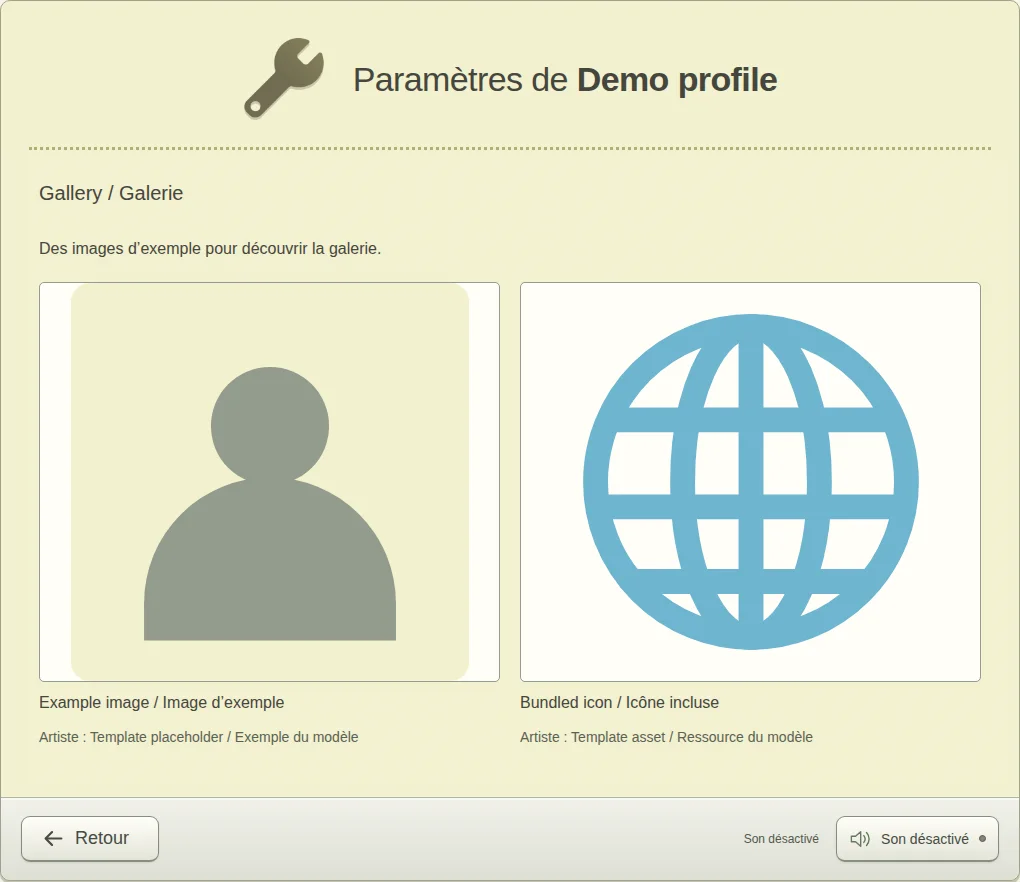 Paramètres de Demo profile
Gallery / Galerie
Des images d’exemple pour découvrir la galerie.
Example image / Image d’exemple
Artiste : Template placeholder / Exemple du modèle
Bundled icon / Icône incluse
Artiste : Template asset / Ressource du modèle
Retour
Son désactivé
Son désactivé